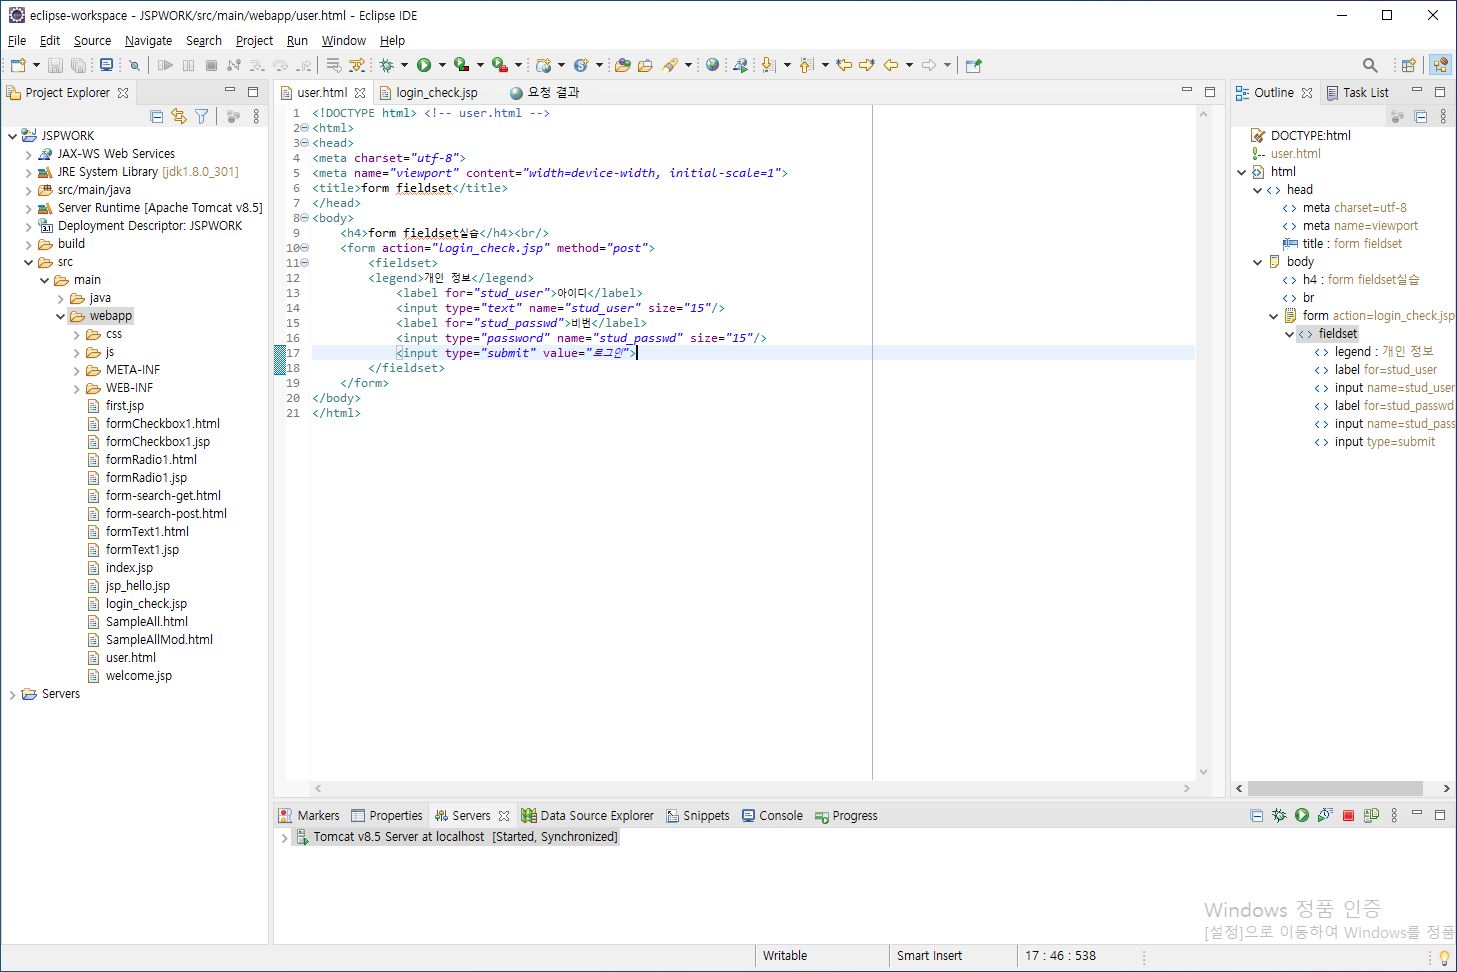 eclipse-workspace - JSPWORK/src/main/webapp/user.html - Eclipse IDE
File Edit Source Navigate Search Project Run Window Help
Project Explorer
JSPWORK
JAX-WS Web Services
JRE System Library [jdk1.8.0_301]
src/main/java
Server Runtime [Apache Tomcat v8.5]
Deployment Descriptor: JSPWORK
build
src
main
java
webapp
css
js
META-INF
WEB-INF
first.jsp
formCheckbox1.html
formCheckbox1.jsp
formRadio1.html
formRadio1.jsp
form-search-get.html
form-search-post.html
formText1.html
formText1.jsp
index.jsp
jsp_hello.jsp
login_check.jsp
SampleAll.html
SampleAllMod.html
user.html
welcome.jsp
Servers
user.html login_check.jsp 요청 결과
1 <!DOCTYPE html> <!-- user.html -->
2 <html>
3 <head>
4 <meta charset="utf-8">
5 <meta name="viewport" content="width=device-width, initial-scale=1">
6 <title>form fieldset</title>
7 </head>
8 <body>
9 <h4>form fieldset실습</h4><br/>
10 <form action="login_check.jsp" method="post">
11 <fieldset>
12 <legend>개인 정보</legend>
13 <label for="stud_user">아이디</label>
14 <input type="text" name="stud_user" size="15"/>
15 <label for="stud_passwd">비번</label>
16 <input type="password" name="stud_passwd" size="15"/>
17 <input type="submit" value="로그인">
18 </fieldset>
19 </form>
20 </body>
21 </html>
Outline Task List
DOCTYPE:html
user.html
html
head
meta charset=utf-8
meta name=viewport
title : form fieldset
body
h4 : form fieldset실습
br
form action=login_check.jsp
fieldset
legend : 개인 정보
label for=stud_user
input name=stud_user
label for=stud_passwd
input name=stud_pass
input type=submit
Markers Properties Servers Data Source Explorer Snippets Console Progress
Tomcat v8.5 Server at localhost [Started, Synchronized]
Windows 정품 인증
[설정]으로 이동하여 Windows를 정품
Writable Smart Insert 17 : 46 : 538